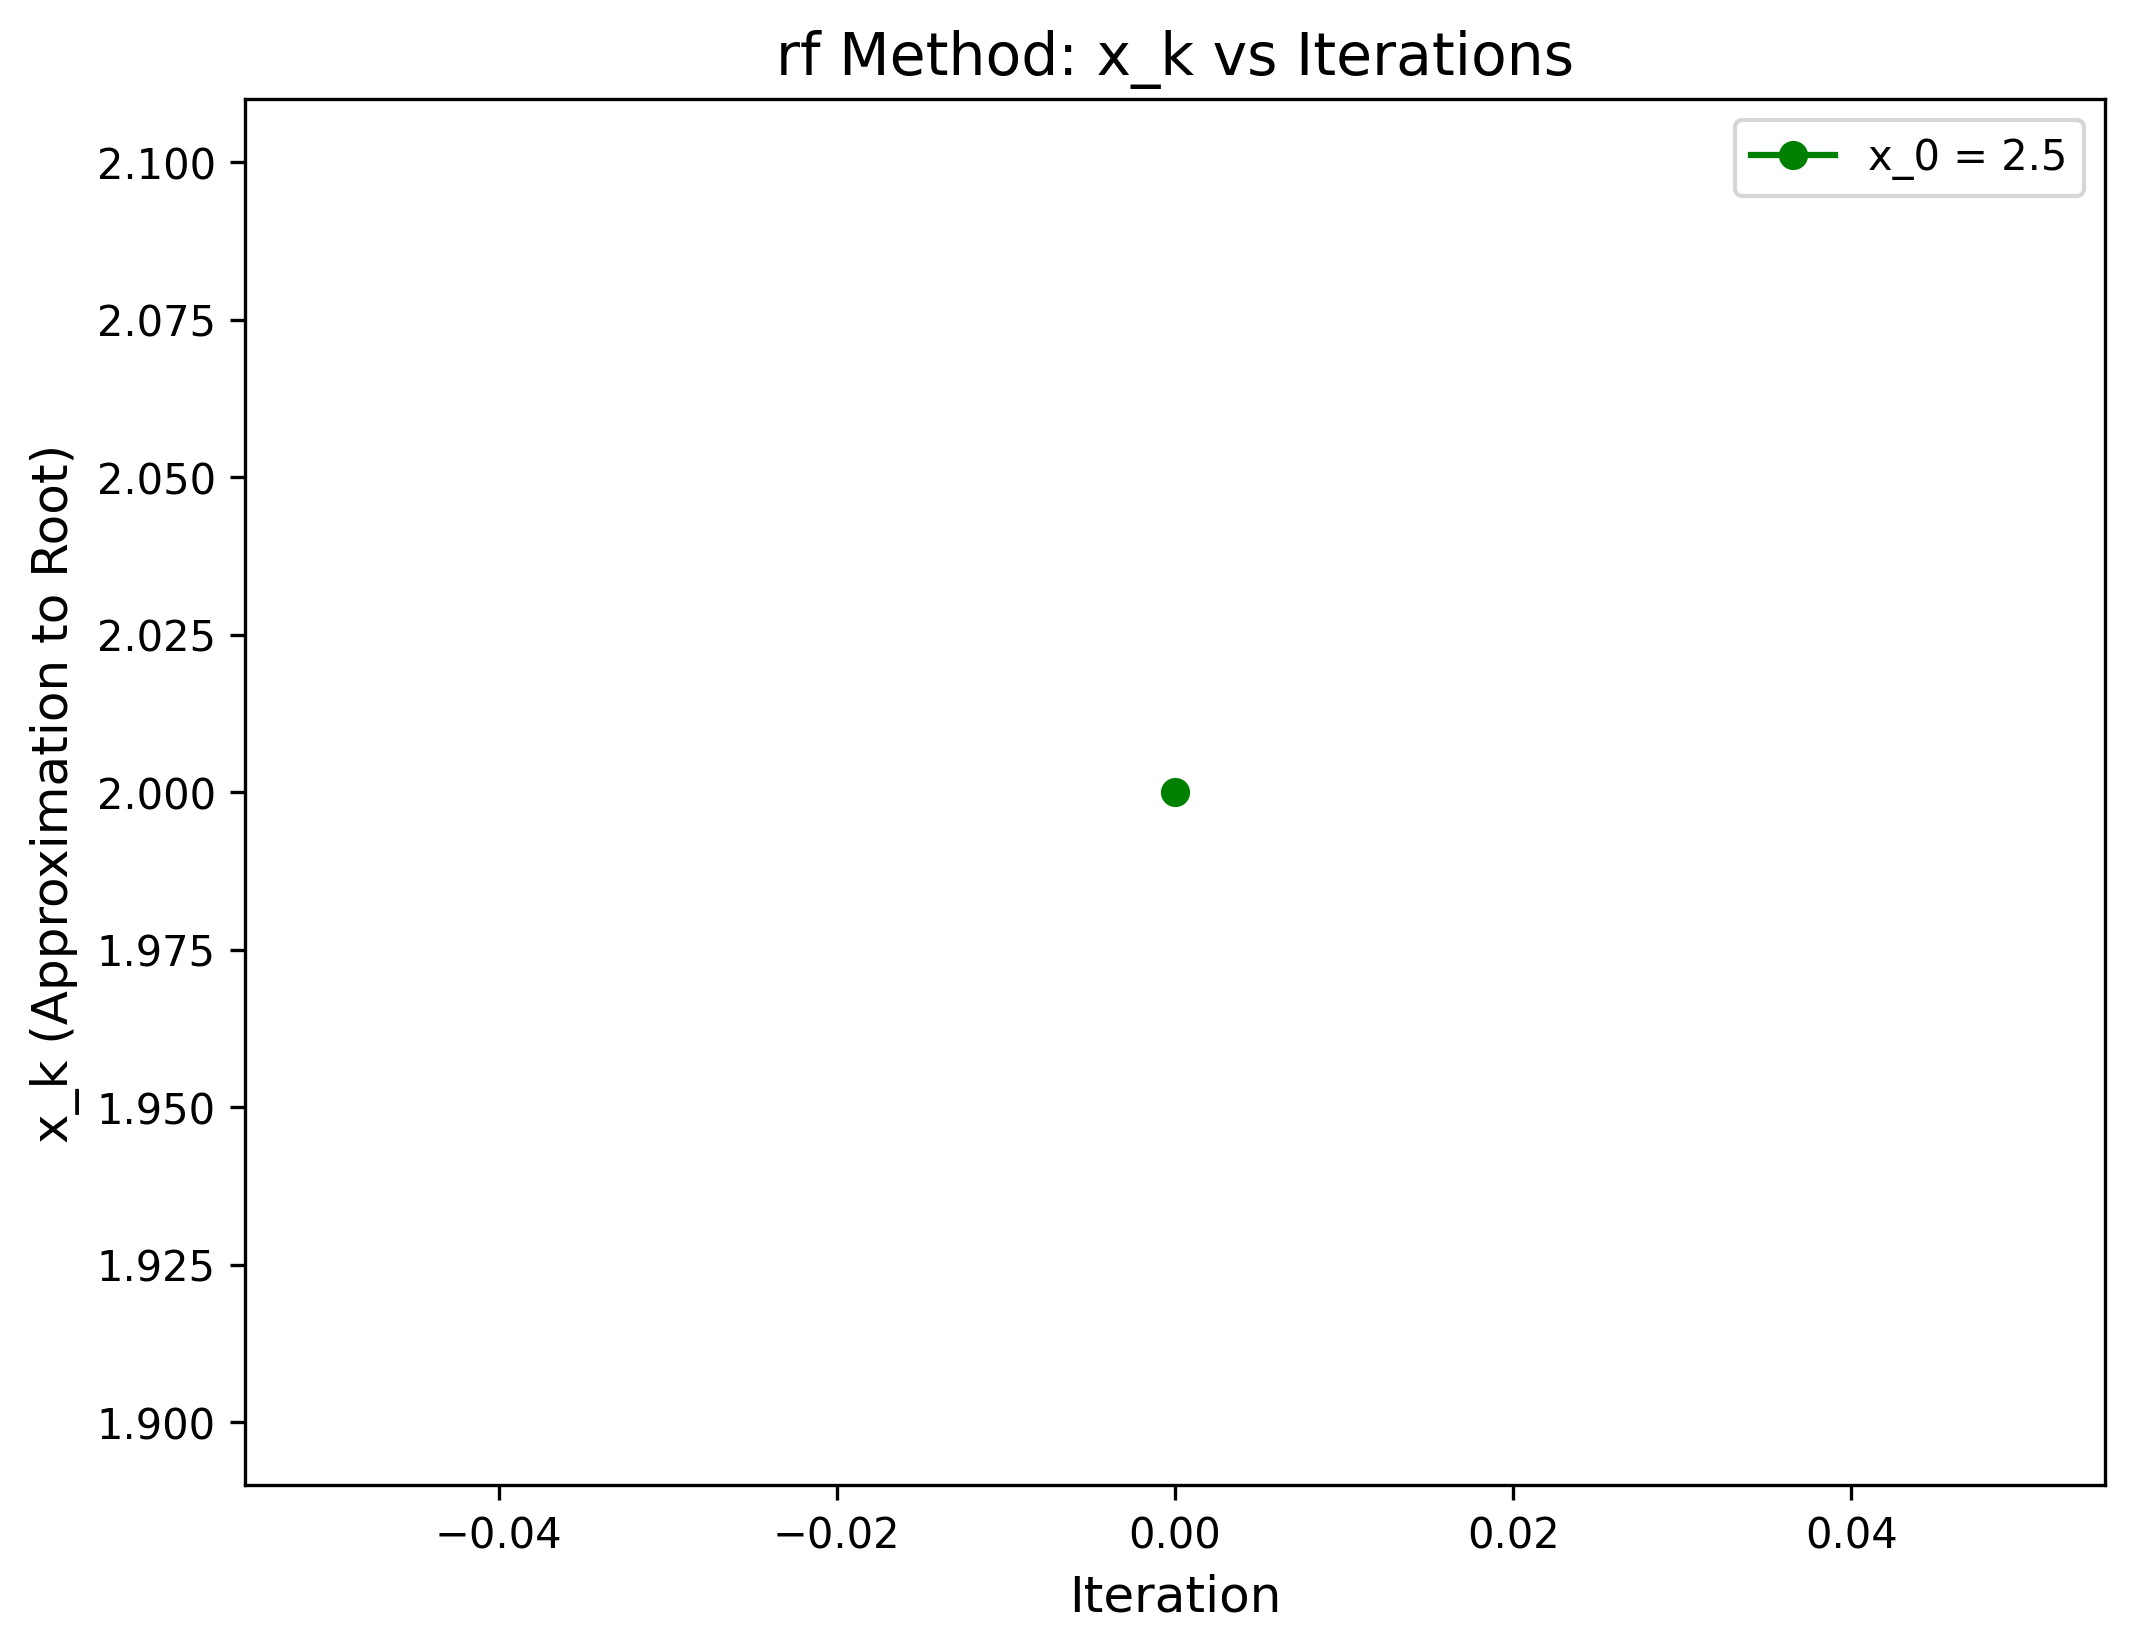 rf Method: x_k vs Iterations
x_0 = 2.5
x_k (Approximation to Root)
2.100
2.075
2.050
2.025
2.000
1.975
1.950
1.925
1.900
−0.04 −0.02 0.00 0.02 0.04
Iteration